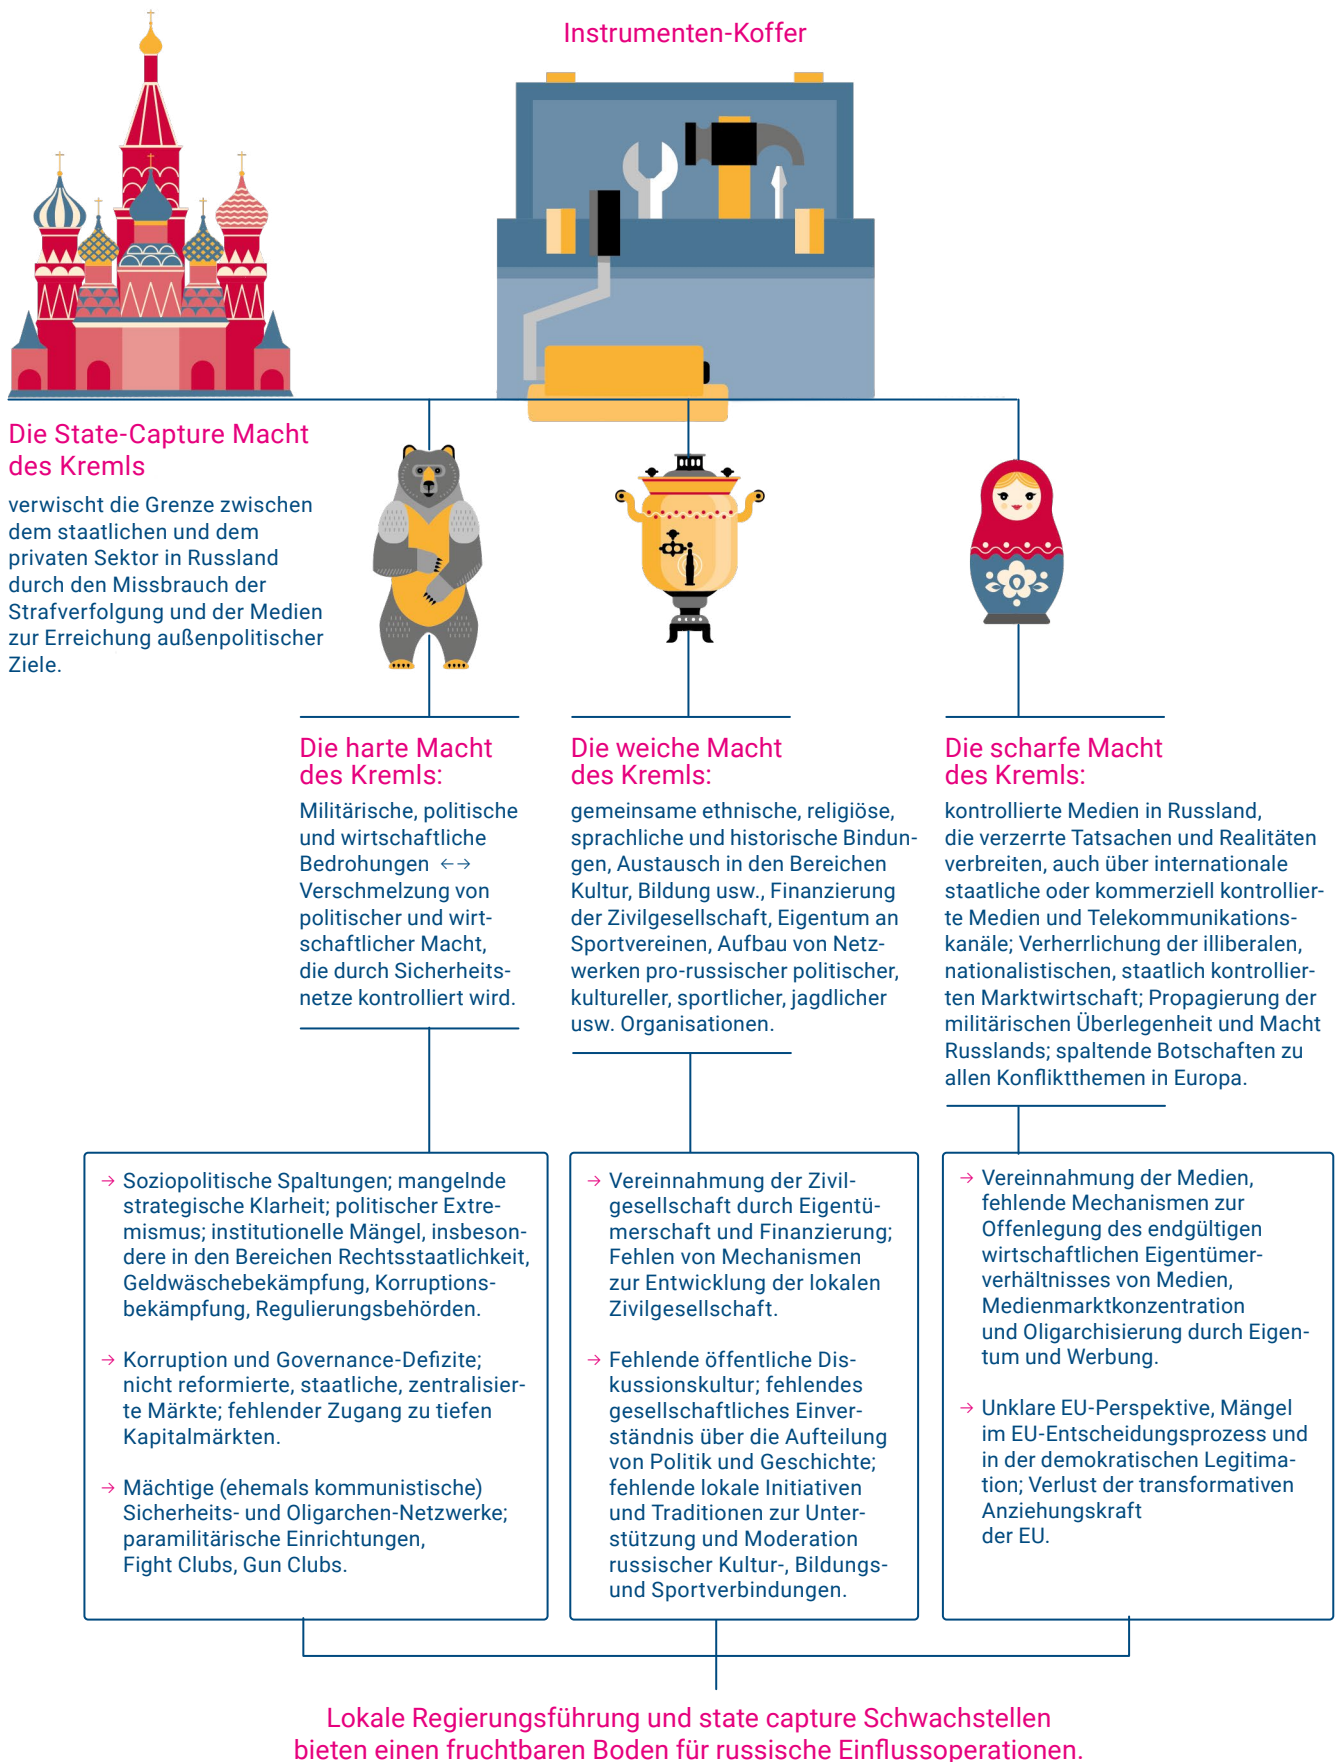 Instrumenten-Koffer
Die State-Capture Macht
des Kremls
verwischt die Grenze zwischen
dem staatlichen und dem
privaten Sektor in Russland
durch den Missbrauch der
Strafverfolgung und der Medien
zur Erreichung außenpolitischer
Ziele.
Die harte Macht
des Kremls:
Militärische, politische
und wirtschaftliche
Bedrohungen ←→
Verschmelzung von
politischer und wirt-
schaftlicher Macht,
die durch Sicherheits-
netze kontrolliert wird.
Die weiche Macht
des Kremls:
gemeinsame ethnische, religiöse,
sprachliche und historische Bindun-
gen, Austausch in den Bereichen
Kultur, Bildung usw., Finanzierung
der Zivilgesellschaft, Eigentum an
Sportvereinen, Aufbau von Netz-
werken pro-russischer politischer,
kultureller, sportlicher, jagdlicher
usw. Organisationen.
Die scharfe Macht
des Kremls:
kontrollierte Medien in Russland,
die verzerrte Tatsachen und Realitäten
verbreiten, auch über internationale
staatliche oder kommerziell kontrollier-
te Medien und Telekommunikations-
kanäle; Verherrlichung der illiberalen,
nationalistischen, staatlich kontrollier-
ten Marktwirtschaft; Propagierung der
militärischen Überlegenheit und Macht
Russlands; spaltende Botschaften zu
allen Konfliktthemen in Europa.
→ Soziopolitische Spaltungen; mangelnde
strategische Klarheit; politischer Extre-
mismus; institutionelle Mängel, insbeson-
dere in den Bereichen Rechtsstaatlichkeit,
Geldwäschebekämpfung, Korruptions-
bekämpfung, Regulierungsbehörden.
→ Korruption und Governance-Defizite;
nicht reformierte, staatliche, zentralisier-
te Märkte; fehlender Zugang zu tiefen
Kapitalmärkten.
→ Mächtige (ehemals kommunistische)
Sicherheits- und Oligarchen-Netzwerke;
paramilitärische Einrichtungen,
Fight Clubs, Gun Clubs.
→ Vereinnahmung der Zivil-
gesellschaft durch Eigentü-
merschaft und Finanzierung;
Fehlen von Mechanismen
zur Entwicklung der lokalen
Zivilgesellschaft.
→ Fehlende öffentliche Dis-
kussionskultur; fehlendes
gesellschaftliches Einver-
ständnis über die Aufteilung
von Politik und Geschichte;
fehlende lokale Initiativen
und Traditionen zur Unter-
stützung und Moderation
russischer Kultur-, Bildungs-
und Sportverbindungen.
→ Vereinnahmung der Medien,
fehlende Mechanismen zur
Offenlegung des endgültigen
wirtschaftlichen Eigentümer-
verhältnisses von Medien,
Medienmarktkonzentration
und Oligarchisierung durch Eigen-
tum und Werbung.
→ Unklare EU-Perspektive, Mängel
im EU-Entscheidungsprozess und
in der demokratischen Legitima-
tion; Verlust der transformativen
Anziehungskraft
der EU.
Lokale Regierungsführung und state capture Schwachstellen
bieten einen fruchtbaren Boden für russische Einflussoperationen.